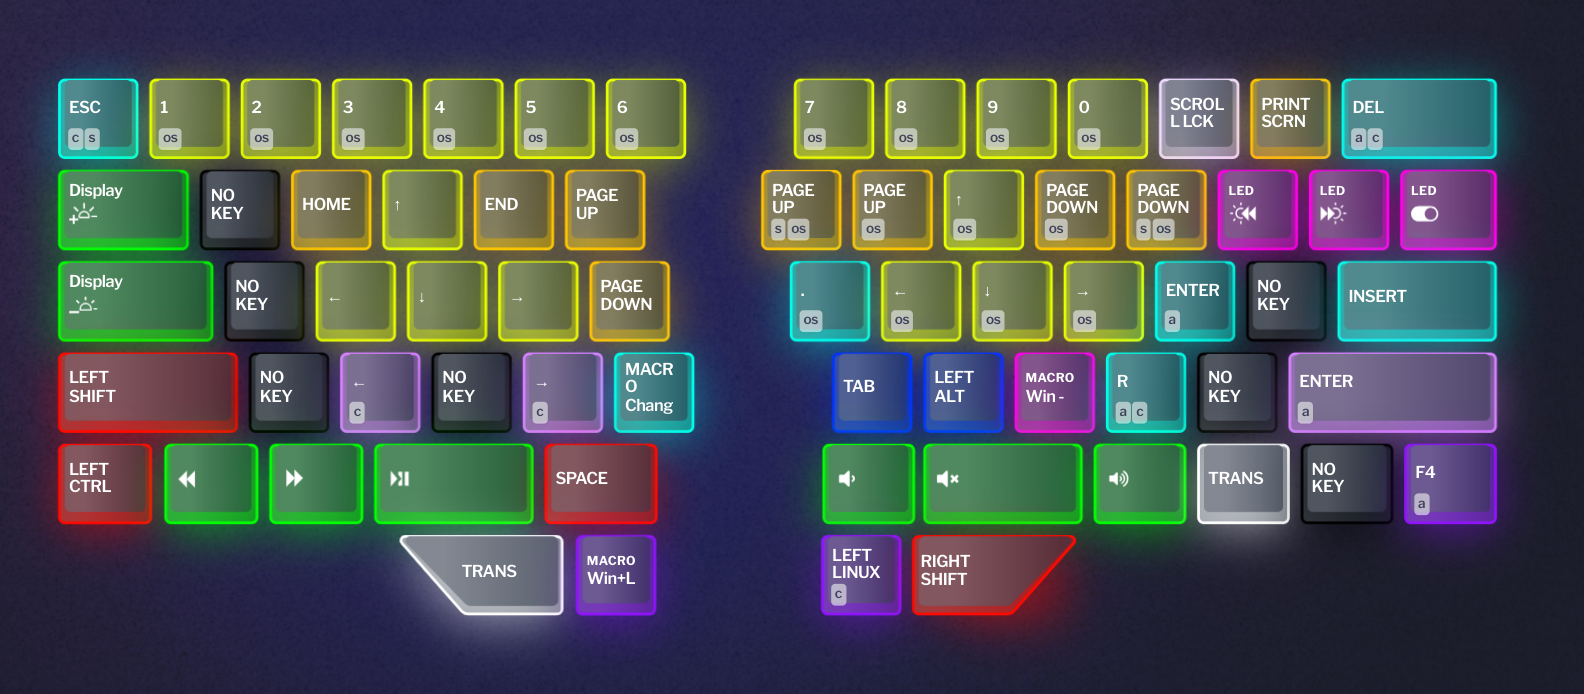 ESC
c s
1
os
2
os
3
os
4
os
5
os
6
os
7
os
8
os
9
os
0
os
SCROL
L LCK
PRINT
SCRN
DEL
a c
Display
NO
KEY
HOME
↑
END
PAGE
UP
PAGE
UP
s os
PAGE
UP
os
↑
os
PAGE
DOWN
os
PAGE
DOWN
s os
LED
LED
LED
Display
NO
KEY
←
↓
→
PAGE
DOWN
.
os
←
os
↓
os
→
os
ENTER
a
NO
KEY
INSERT
LEFT
SHIFT
NO
KEY
←
c
NO
KEY
→
c
MACR
O
Chang
TAB
LEFT
ALT
MACRO
Win -
R
a c
NO
KEY
ENTER
a
LEFT
CTRL
SPACE
TRANS
NO
KEY
F4
a
TRANS
MACRO
Win+L
LEFT
LINUX
c
RIGHT
SHIFT